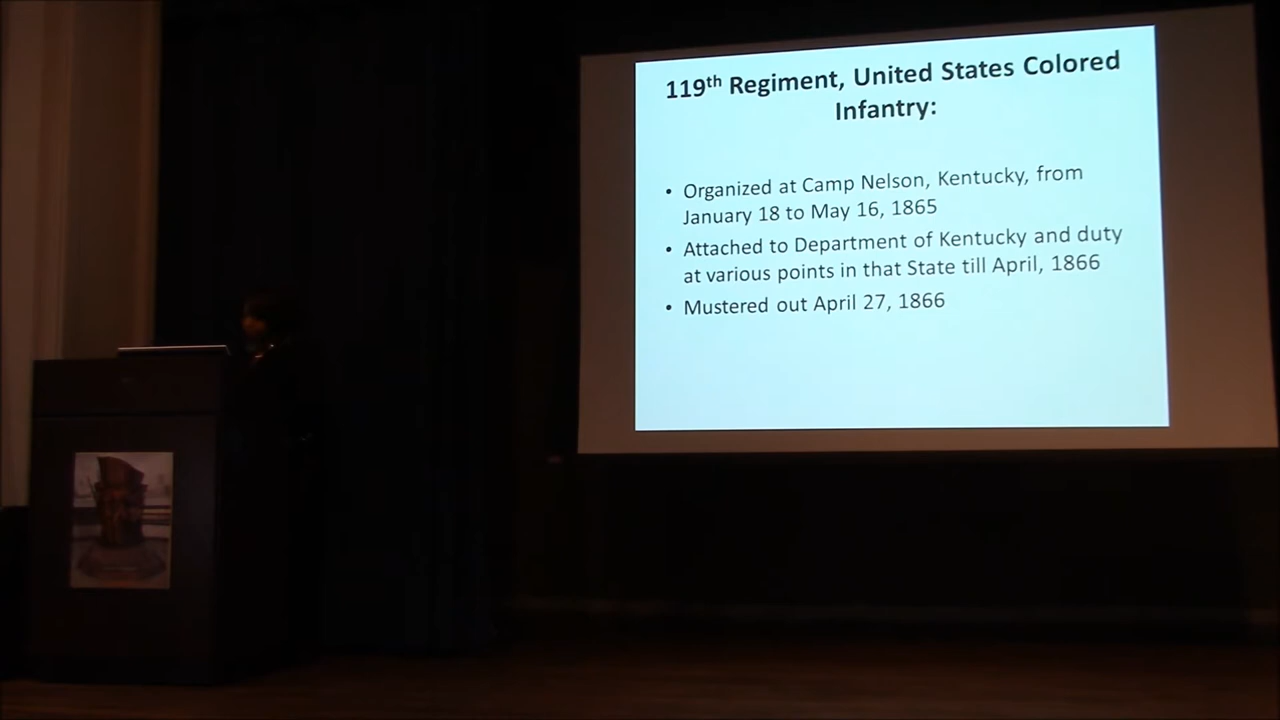 119th Regiment, United States Colored
Infantry:
• Organized at Camp Nelson, Kentucky, from
January 18 to May 16, 1865
• Attached to Department of Kentucky and duty
at various points in that State till April, 1866
• Mustered out April 27, 1866